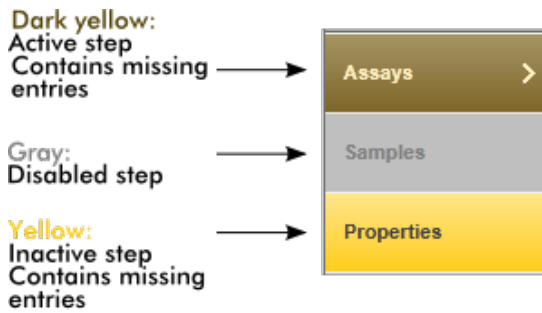 Dark yellow:
Active step
Contains missing
entries
Assays
Gray:
Disabled step
Samples
Yellow:
Inactive step
Contains missing
entries
Properties